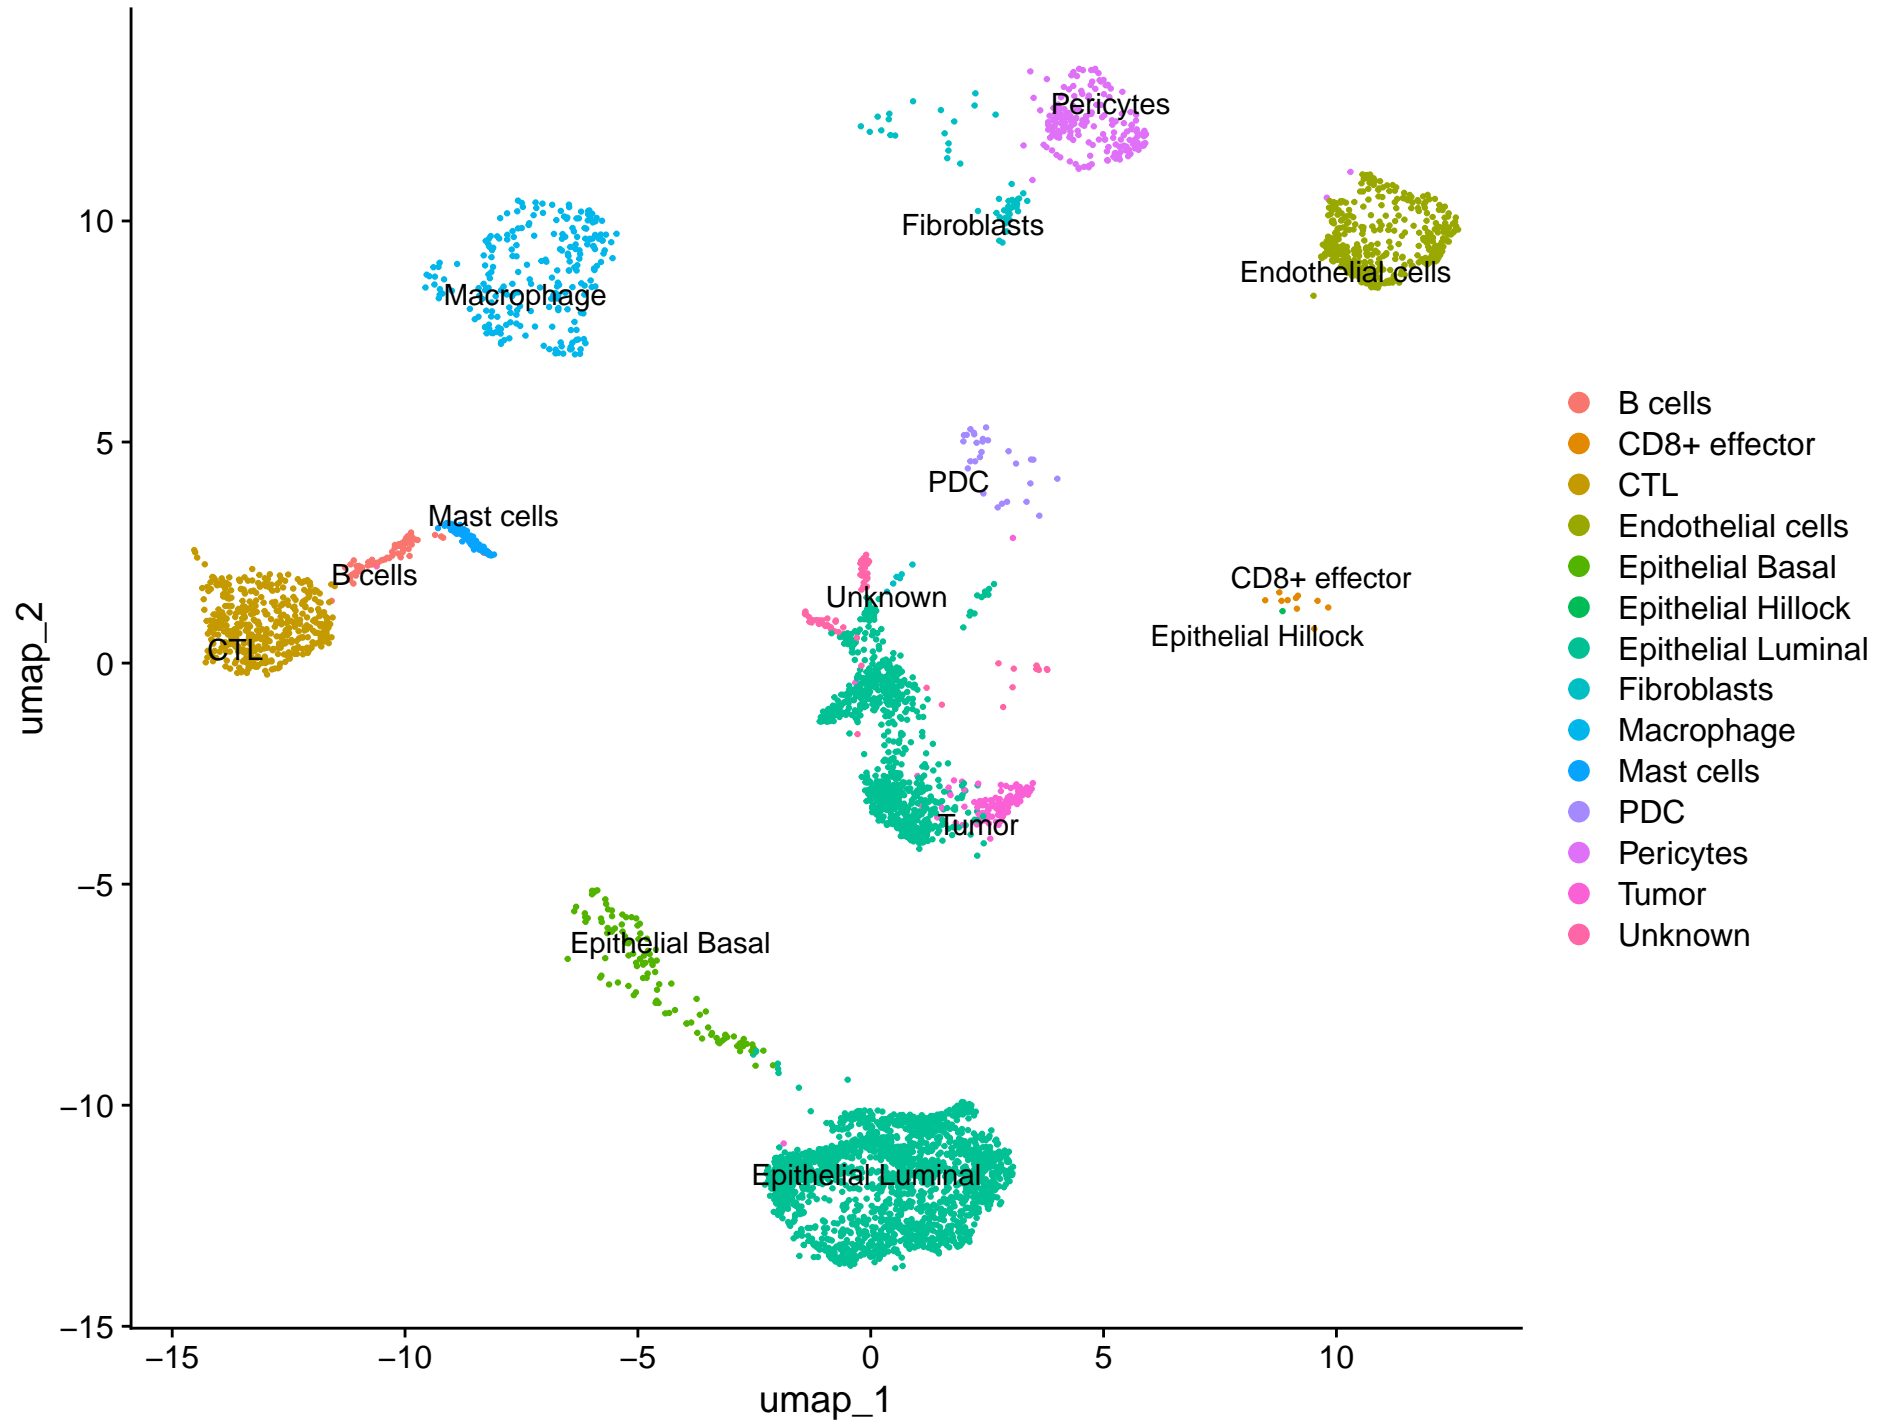 Pericytes
Fibroblasts
Endothelial cells
Macrophage
PDC
Mast cells
B cells
CTL
Unknown
CD8+ effector
Epithelial Hillock
Tumor
Epithelial Basal
Epithelial Luminal
10
5
0
−5
−10
−15
umap_2
−15
−10
−5
0
5
10
umap_1
B cells
CD8+ effector
CTL
Endothelial cells
Epithelial Basal
Epithelial Hillock
Epithelial Luminal
Fibroblasts
Macrophage
Mast cells
PDC
Pericytes
Tumor
Unknown